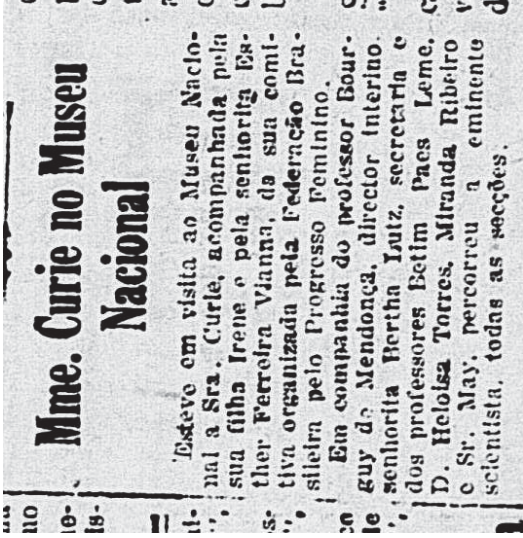 Mme. Curie no Museu
Nacional
Esteve em visita ao Museu Nacio-
nal a Sra. Curie, acompanhada pela
sua filha Irene e pela senhorita Es-
ther Ferreira Vianna, da sua comi-
tiva organizada pela Federação Bra-
sileira pelo Progresso Feminino.
Em companhia do professor Bour-
guy de Mendonça, director interino.
senhorita Bertha Lutz, secretaria e
dos professores Betim Paes Leme,
D. Heloisa Torres, Miranda Ribeiro
e Sr. May, percorreu a eminente
scientista, todas as secções.